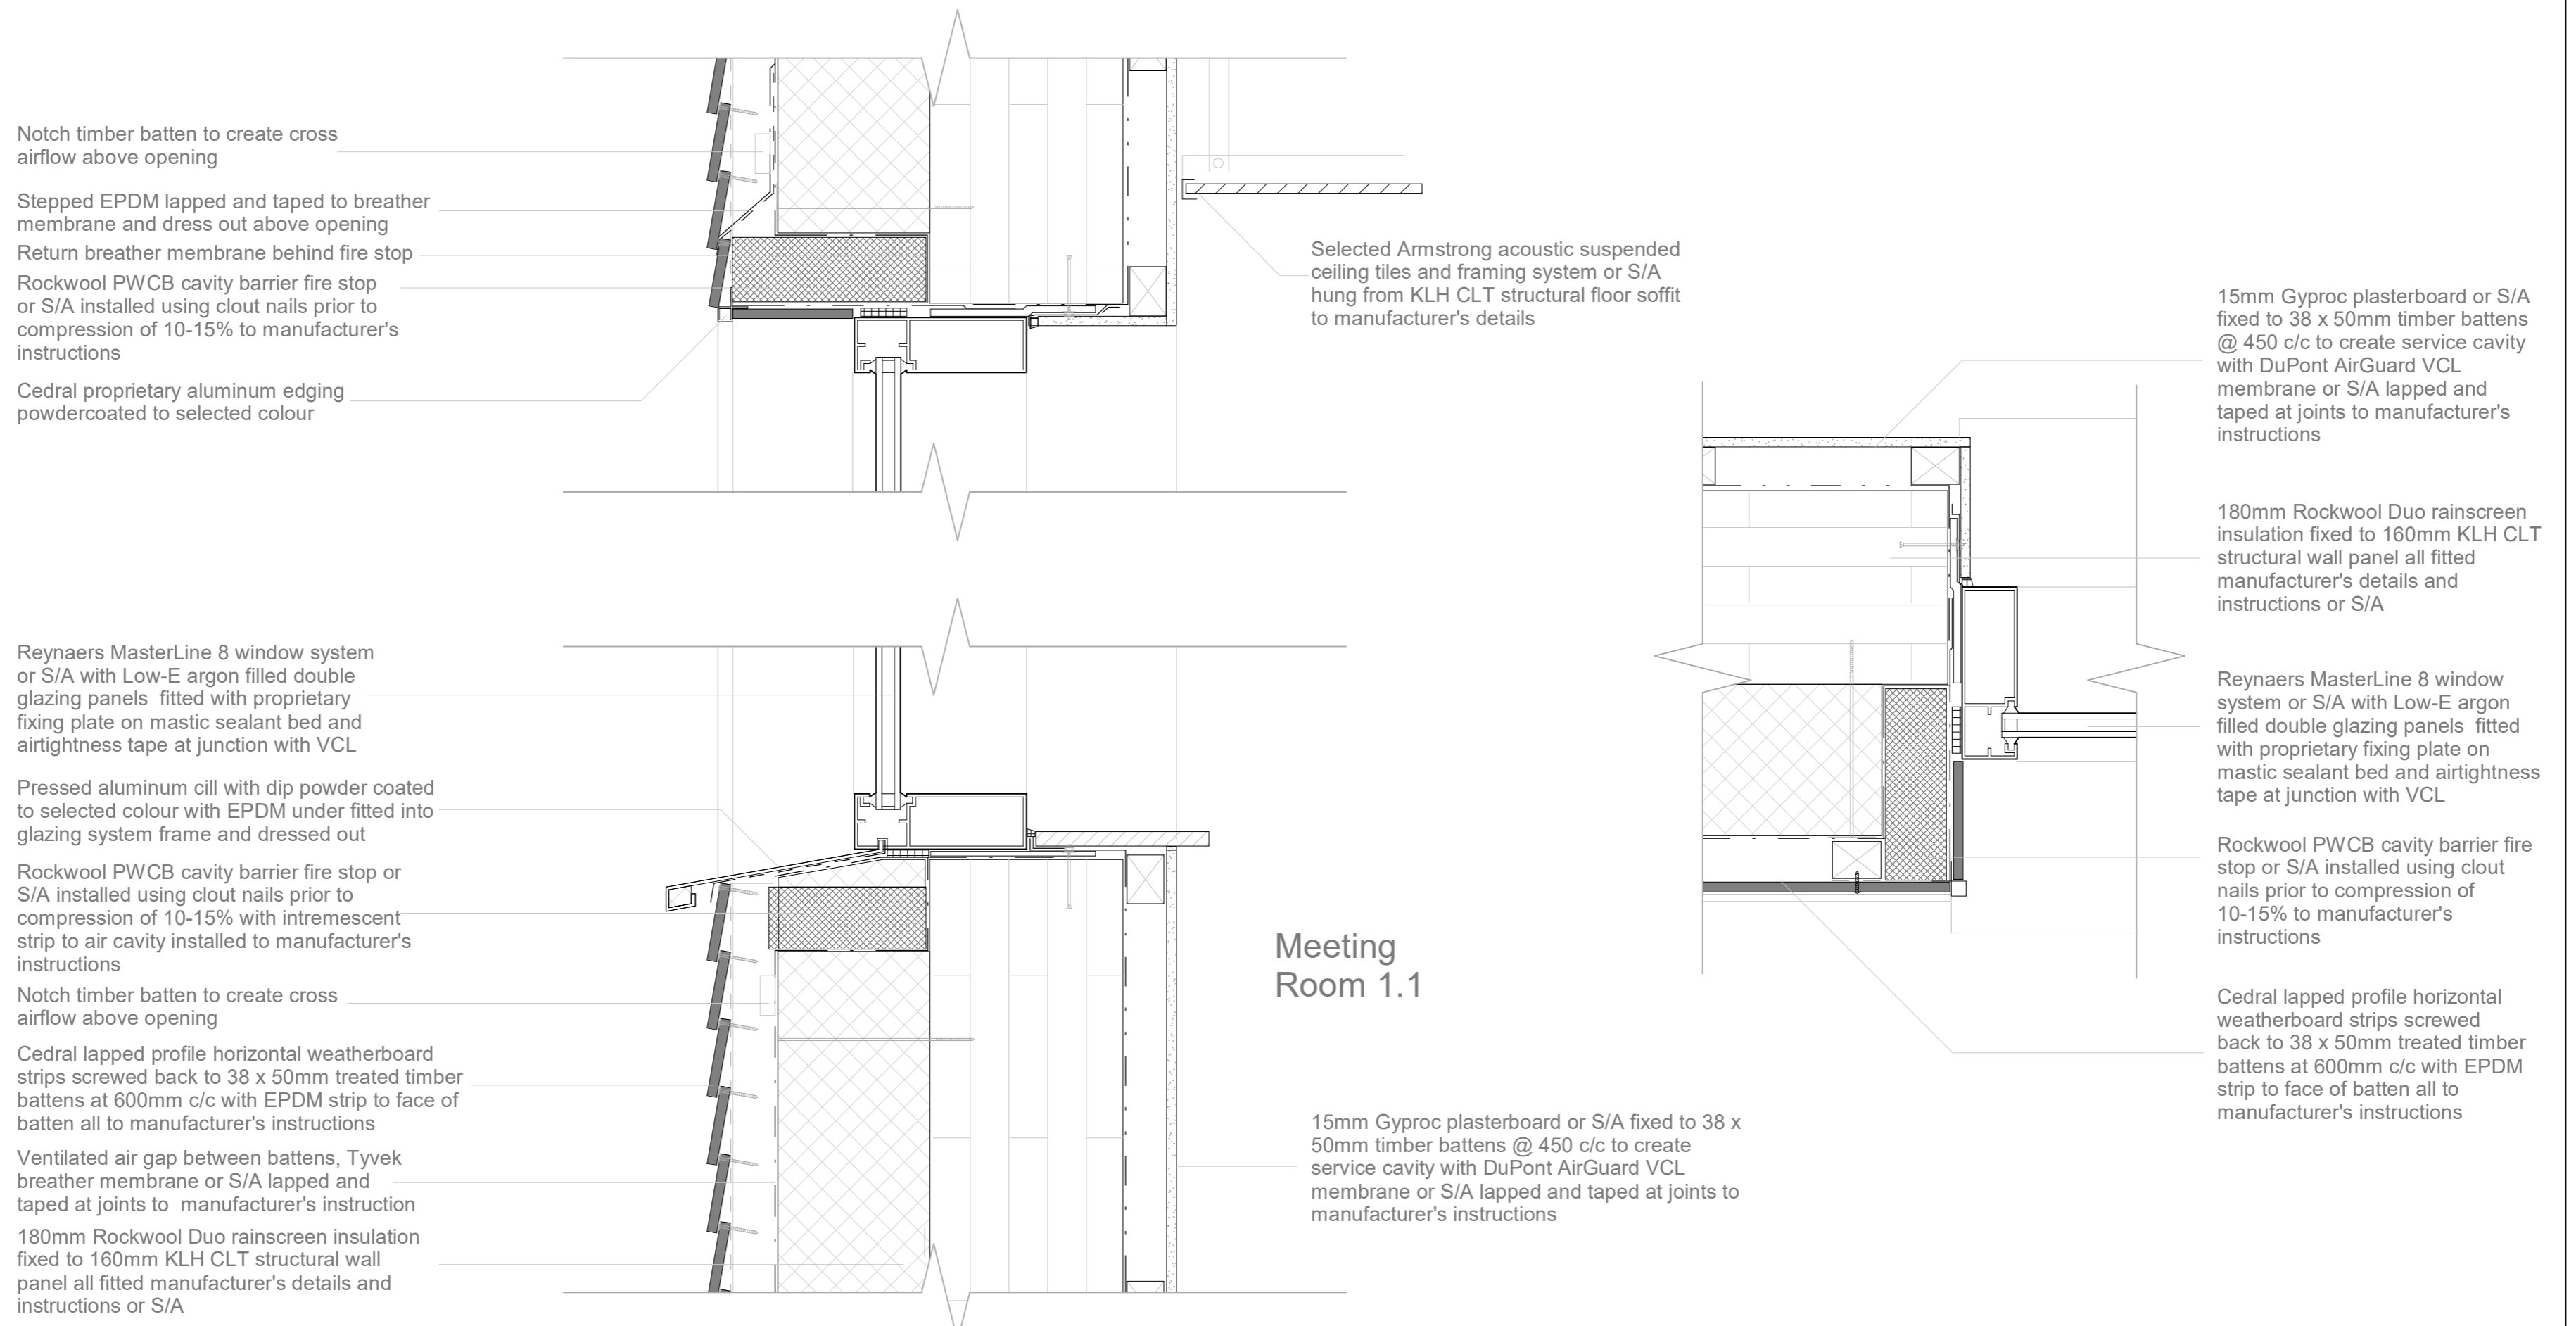 Notch timber batten to create cross
airflow above opening
Stepped EPDM lapped and taped to breather
membrane and dress out above opening
Return breather membrane behind fire stop
Rockwool PWCB cavity barrier fire stop
or S/A installed using clout nails prior to
compression of 10-15% to manufacturer's
instructions
Cedral proprietary aluminum edging
powdercoated to selected colour
Reynaers MasterLine 8 window system
or S/A with Low-E argon filled double
glazing panels  fitted with proprietary
fixing plate on mastic sealant bed and
airtightness tape at junction with VCL
Pressed aluminum cill with dip powder coated
to selected colour with EPDM under fitted into
glazing system frame and dressed out
Rockwool PWCB cavity barrier fire stop or
S/A installed using clout nails prior to
compression of 10-15% with intremescent
strip to air cavity installed to manufacturer's
instructions
Notch timber batten to create cross
airflow above opening
Cedral lapped profile horizontal weatherboard
strips screwed back to 38 x 50mm treated timber
battens at 600mm c/c with EPDM strip to face of
batten all to manufacturer's instructions
Ventilated air gap between battens, Tyvek
breather membrane or S/A lapped and
taped at joints to  manufacturer's instruction
180mm Rockwool Duo rainscreen insulation
fixed to 160mm KLH CLT structural wall
panel all fitted manufacturer's details and
instructions or S/A
Selected Armstrong acoustic suspended
ceiling tiles and framing system or S/A
hung from KLH CLT structural floor soffit
to manufacturer's details
Meeting
Room 1.1
15mm Gyproc plasterboard or S/A fixed to 38 x
50mm timber battens @ 450 c/c to create
service cavity with DuPont AirGuard VCL
membrane or S/A lapped and taped at joints to
manufacturer's instructions
15mm Gyproc plasterboard or S/A
fixed to 38 x 50mm timber battens
@ 450 c/c to create service cavity
with DuPont AirGuard VCL
membrane or S/A lapped and
taped at joints to manufacturer's
instructions
180mm Rockwool Duo rainscreen
insulation fixed to 160mm KLH CLT
structural wall panel all fitted
manufacturer's details and
instructions or S/A
Reynaers MasterLine 8 window
system or S/A with Low-E argon
filled double glazing panels  fitted
with proprietary fixing plate on
mastic sealant bed and airtightness
tape at junction with VCL
Rockwool PWCB cavity barrier fire
stop or S/A installed using clout
nails prior to compression of
10-15% to manufacturer's
instructions
Cedral lapped profile horizontal
weatherboard strips screwed
back to 38 x 50mm treated timber
battens at 600mm c/c with EPDM
strip to face of batten all to
manufacturer's instructions